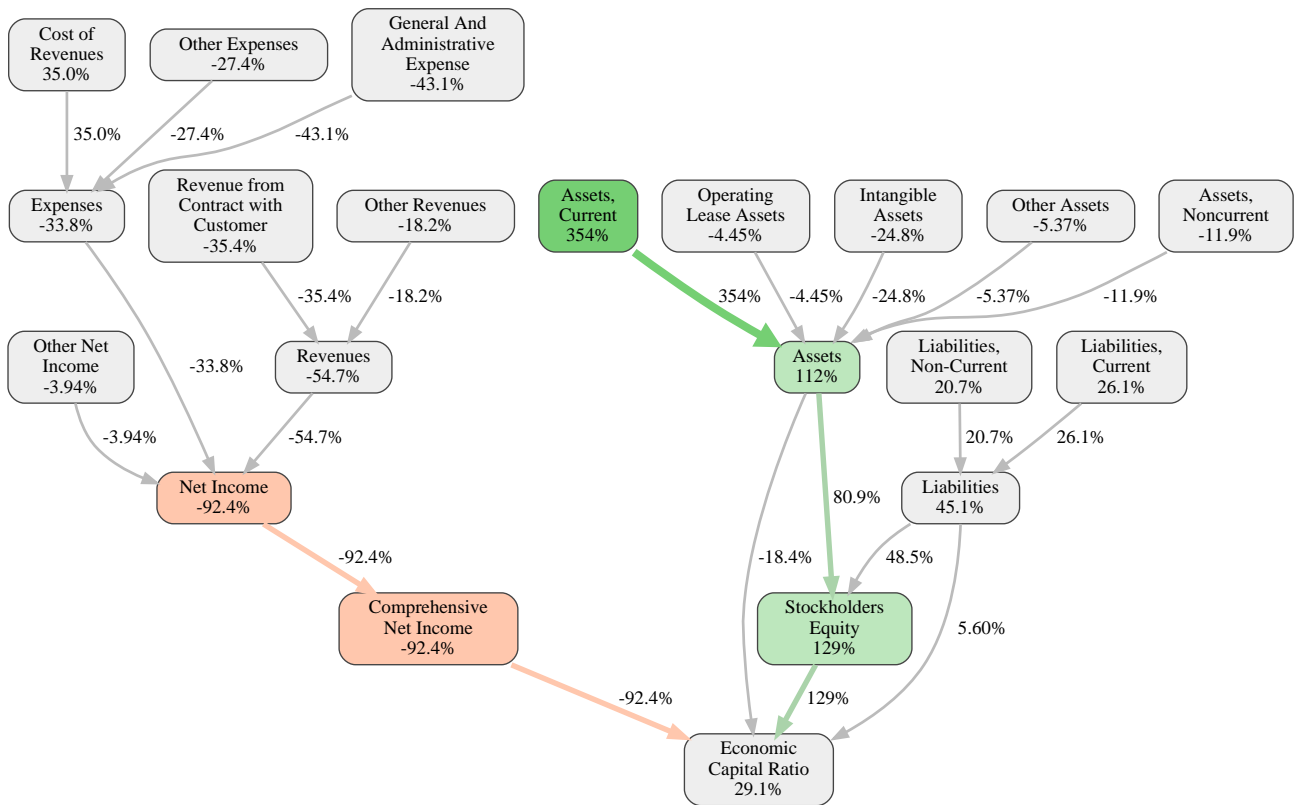 Cost of
Revenues
35.0%
Other Expenses
-27.4%
General And
Administrative
Expense
-43.1%
35.0%
-27.4%
-43.1%
Expenses
-33.8%
Revenue from
Contract with
Customer
-35.4%
Other Revenues
-18.2%
Assets,
Current
354%
Operating
Lease Assets
-4.45%
Intangible
Assets
-24.8%
Other Assets
-5.37%
Assets,
Noncurrent
-11.9%
-35.4%
-18.2%
354%
-4.45%
-24.8%
-5.37%
-11.9%
Other Net
Income
-3.94%
-33.8%
Revenues
-54.7%
Assets
112%
Liabilities,
Non-Current
20.7%
Liabilities,
Current
26.1%
-3.94%
-54.7%
20.7%
26.1%
Net Income
-92.4%
80.9%
Liabilities
45.1%
-92.4%
-18.4%
48.5%
Comprehensive
Net Income
-92.4%
Stockholders
Equity
129%
5.60%
-92.4%
129%
Economic
Capital Ratio
29.1%